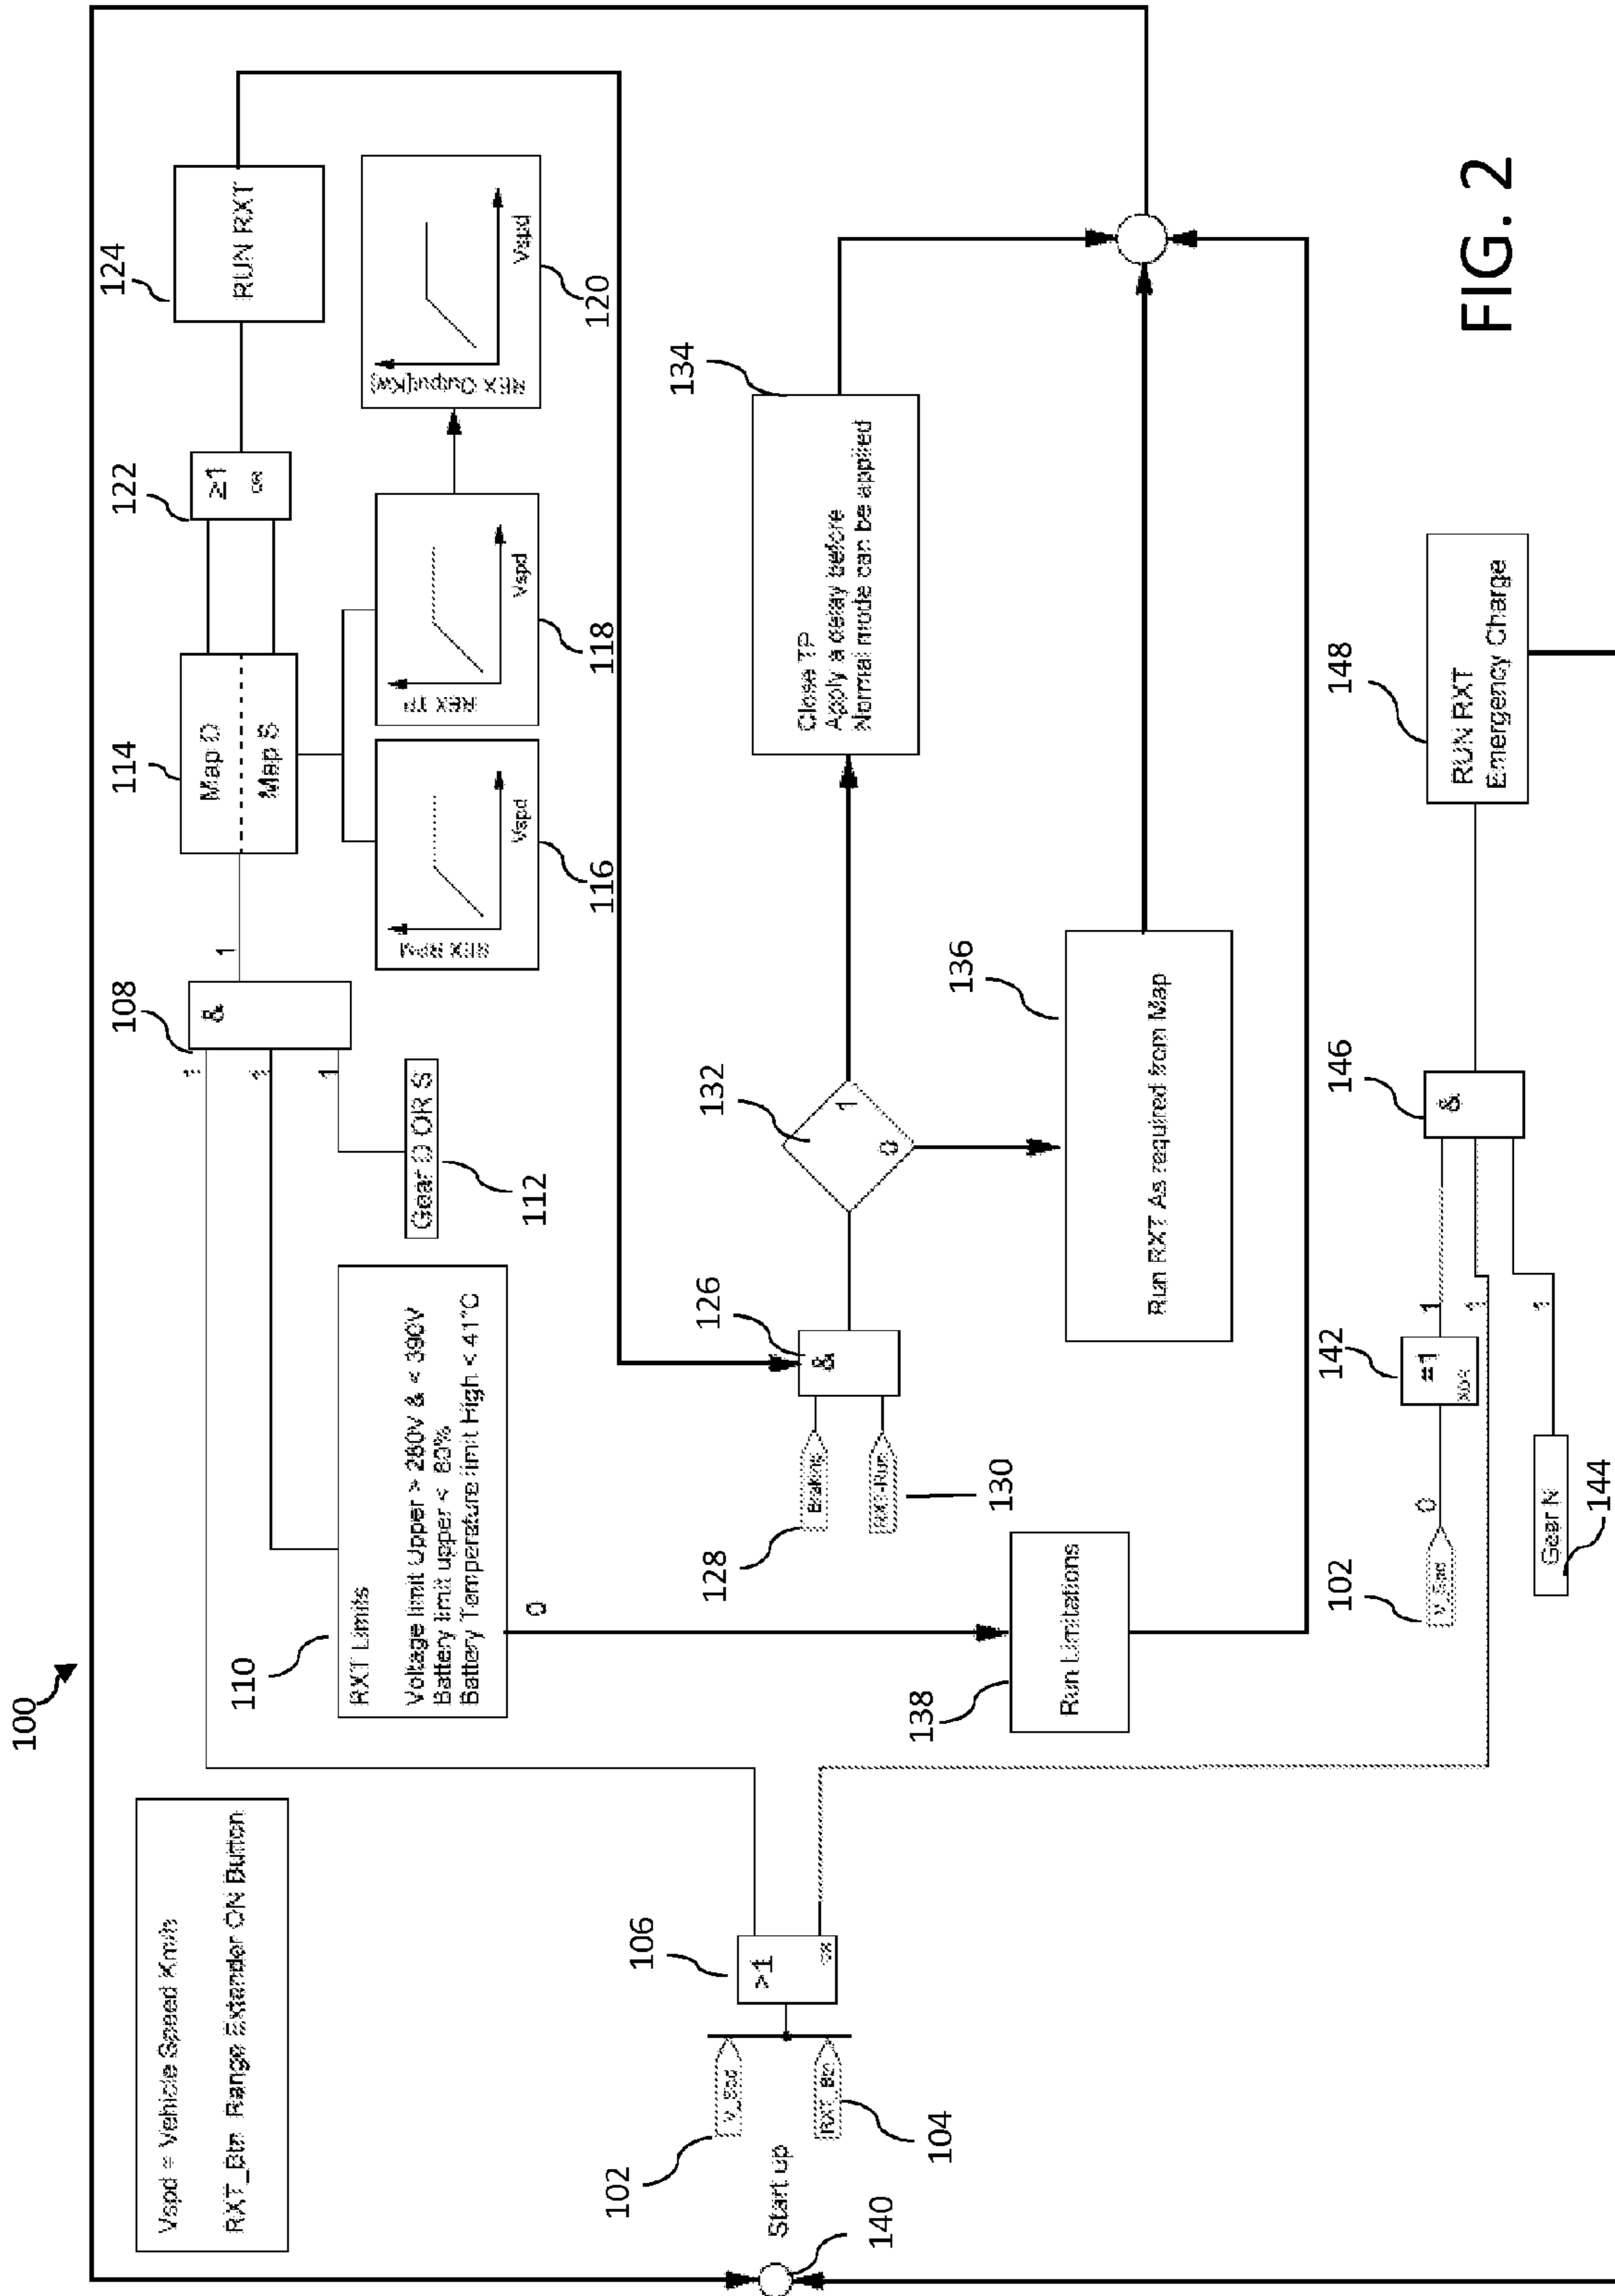 100
Vspd = Vehicle Speed Km/h
RXT_Btn Range Extender ON Button
110
RXT Limits
Voltage limit Upper > 280V & < 390V
Battery limit upper < 80%
Battery Temperature limit High < 41°C
0
112
Gear D OR S
108
&
1
1
1
1
114
Map D
Map S
122
≥1
OR
124
RUN RXT
116
Vspd
118
REX TP
Vspd
120
REX Output[Kw]
Vspd
102
V_Spd
104
RXT_Btn
Start up
140
106
>1
OR
126
&
128
Braking
130
RXT-Run
132
1
0
134
Close TP
Apply a delay before
Normal mode can be applied
136
Run RXT As required from Map
138
Run Limitations
102
V_Spd
0
142
#1
XOR
1
1
1
144
Gear N
146
&
148
RUN RXT
Emergency Charge
FIG. 2